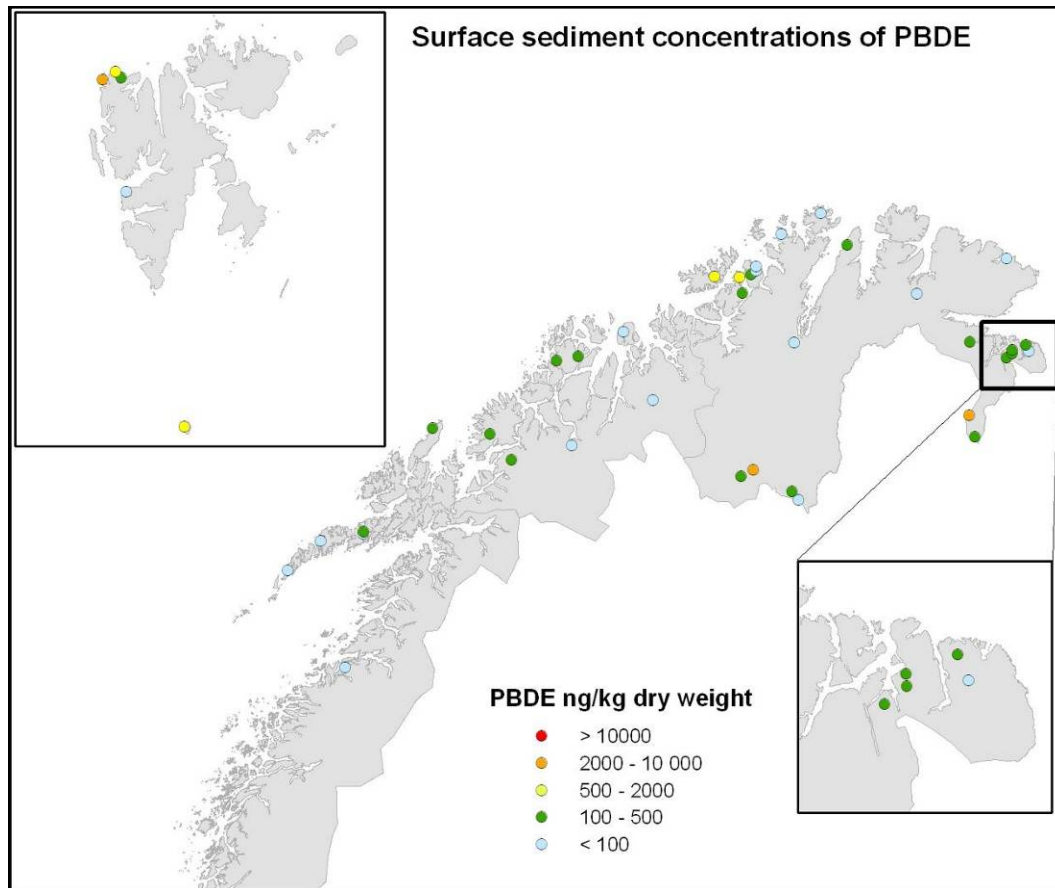 Surface sediment concentrations of PBDE
PBDE ng/kg dry weight
> 10000
2000 - 10 000
500 - 2000
100 - 500
< 100